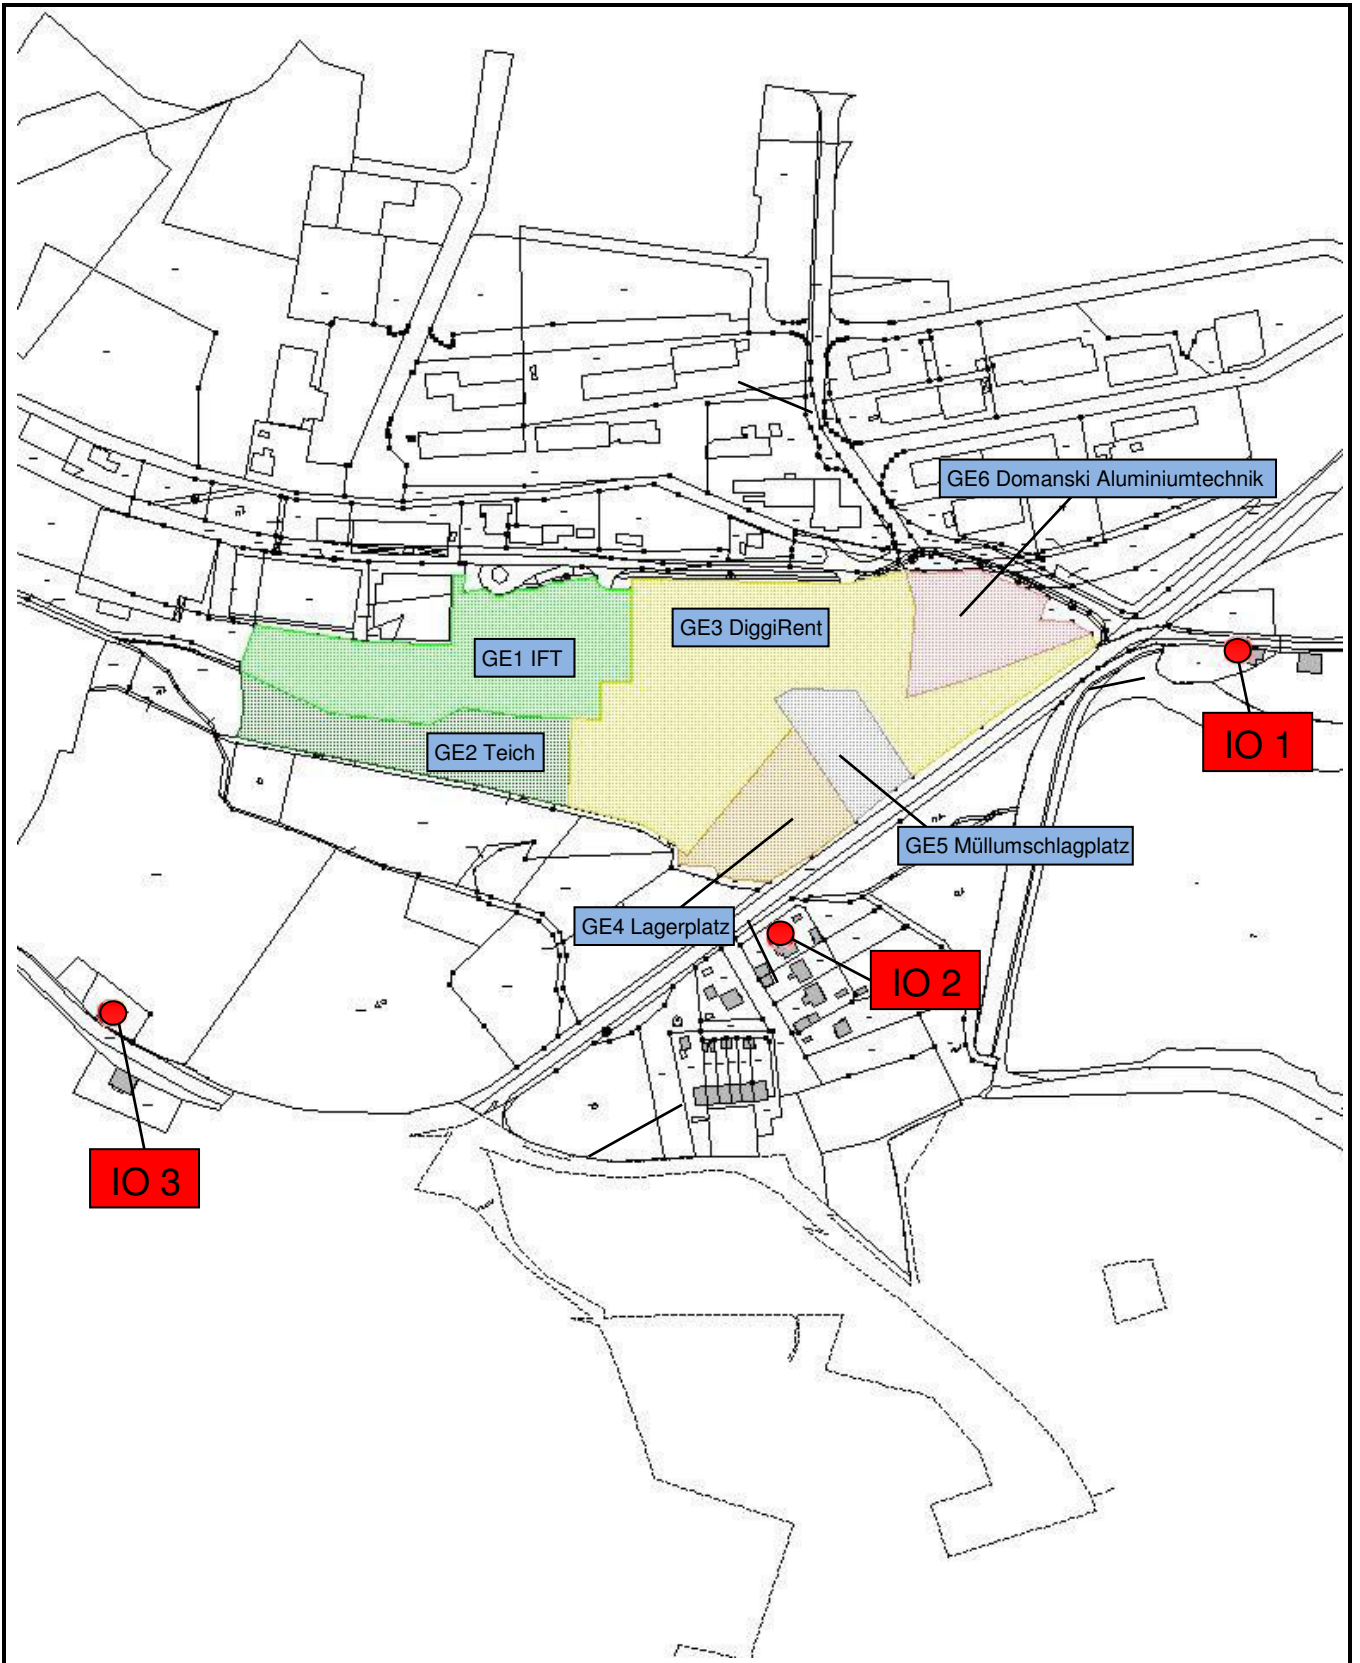 GE6 Domanski Aluminiumtechnik
GE3 DiggiRent
GE1 IFT
IO 1
GE2 Teich
GE5 Müllumschlagplatz
GE4 Lagerplatz
IO 2
IO 3